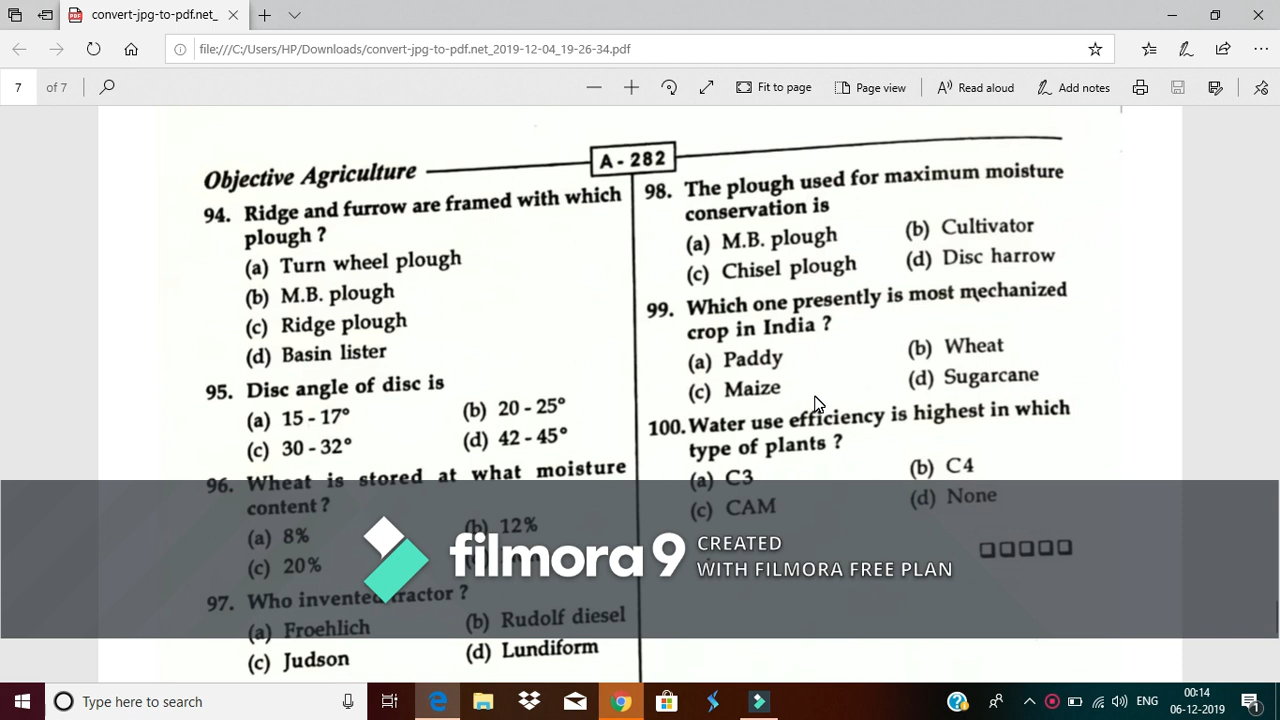 convert-jpg-to-pdf.net_
file:///C:/Users/HP/Downloads/convert-jpg-to-pdf.net_2019-12-04_19-26-34.pdf
7 of 7
Fit to page
Page view
Read aloud
Add notes
Objective Agriculture
A - 282
94. Ridge and furrow are framed with which
plough ?
(a) Turn wheel plough
(b) M.B. plough
(c) Ridge plough
(d) Basin lister
95. Disc angle of disc is
(a) 15 - 17° (b) 20 - 25°
(c) 30 - 32° (d) 42 - 45°
96. Wheat is stored at what moisture
content ?
(a) 8% (b) 12%
(c) 20%
97. Who invented tractor ?
(a) Froehlich (b) Rudolf diesel
(c) Judson (d) Lundiform
98. The plough used for maximum moisture
conservation is
(a) M.B. plough (b) Cultivator
(c) Chisel plough (d) Disc harrow
99. Which one presently is most mechanized
crop in India ?
(a) Paddy (b) Wheat
(c) Maize (d) Sugarcane
100. Water use efficiency is highest in which
type of plants ?
(a) C3 (b) C4
(c) CAM (d) None
filmora 9
CREATED
WITH FILMORA FREE PLAN
Type here to search
ENG
00:14
06-12-2019
1